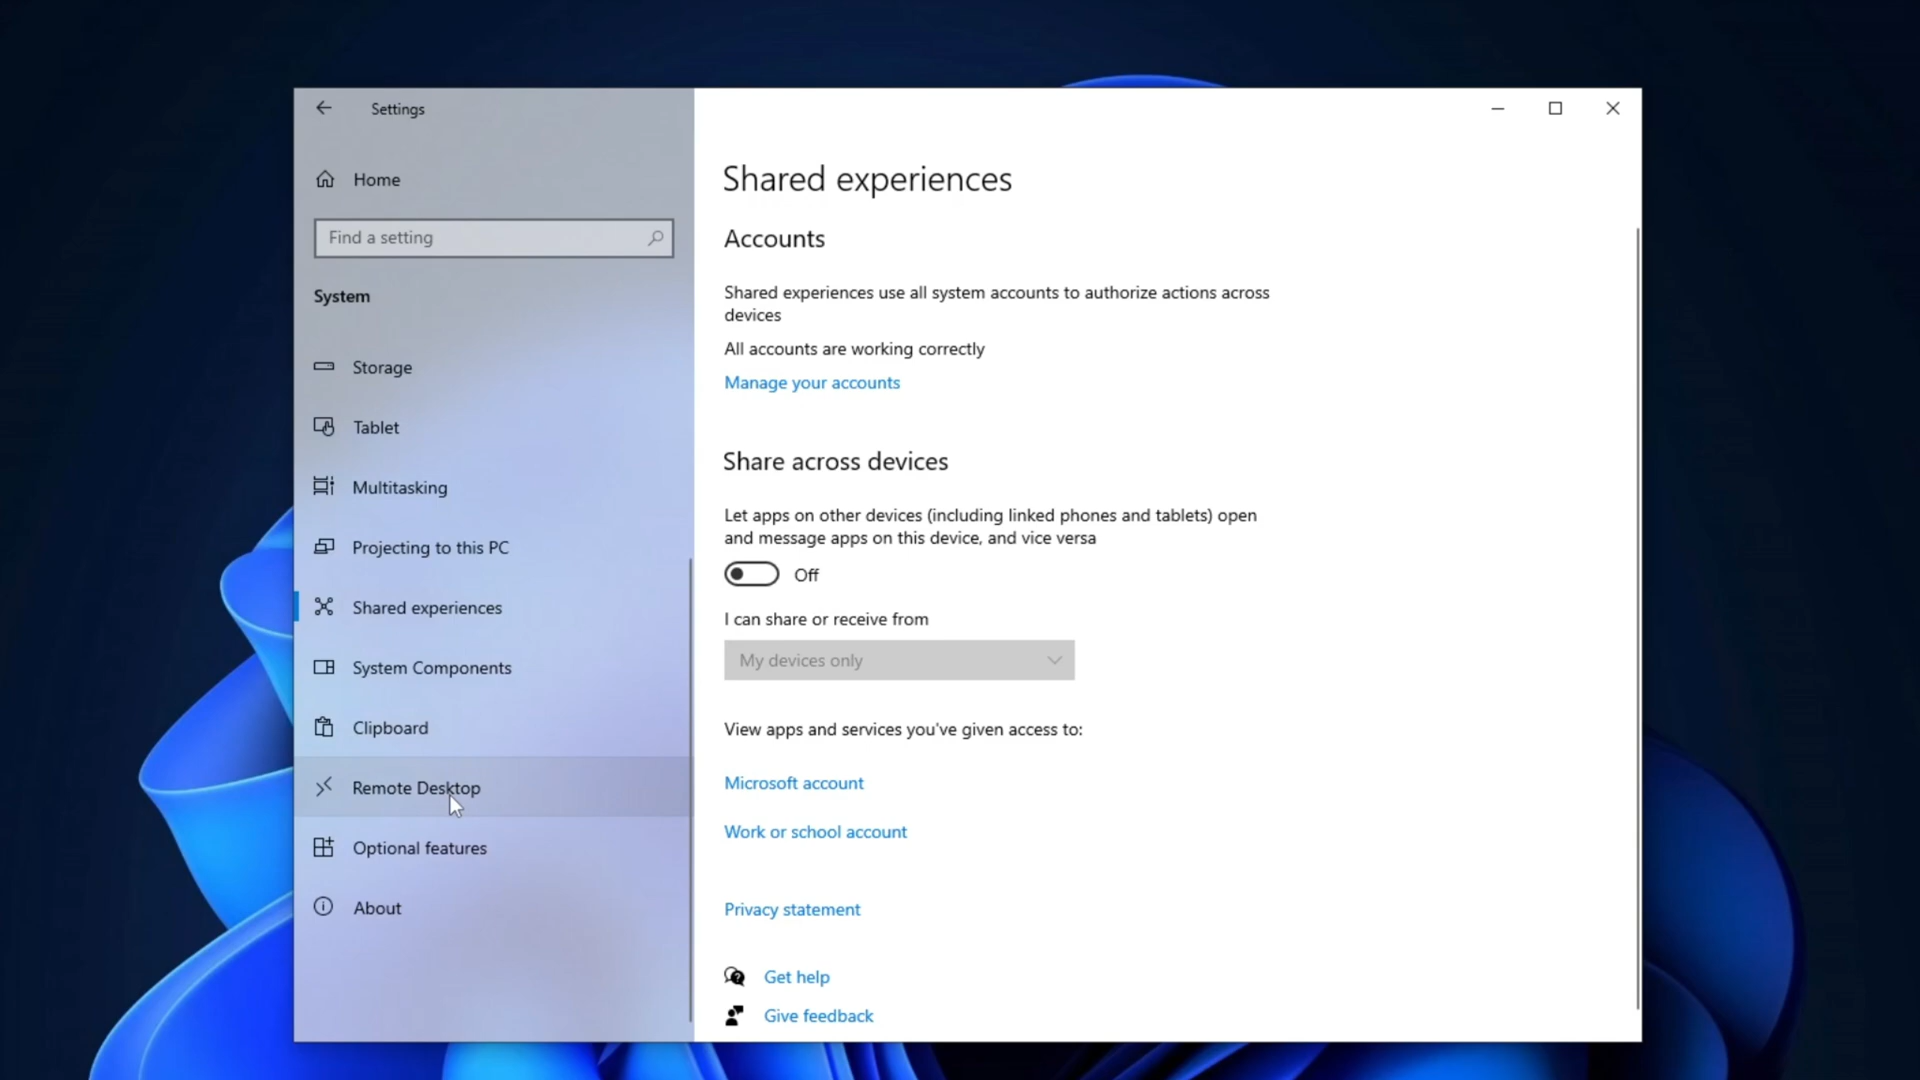 Settings
Home
Find a setting
System
Storage
Tablet
Multitasking
Projecting to this PC
Shared experiences
System Components
Clipboard
Remote Desktop
Optional features
About
Shared experiences
Accounts
Shared experiences use all system accounts to authorize actions across
devices
All accounts are working correctly
Manage your accounts
Share across devices
Let apps on other devices (including linked phones and tablets) open
and message apps on this device, and vice versa
Off
I can share or receive from
My devices only
View apps and services you've given access to:
Microsoft account
Work or school account
Privacy statement
Get help
Give feedback